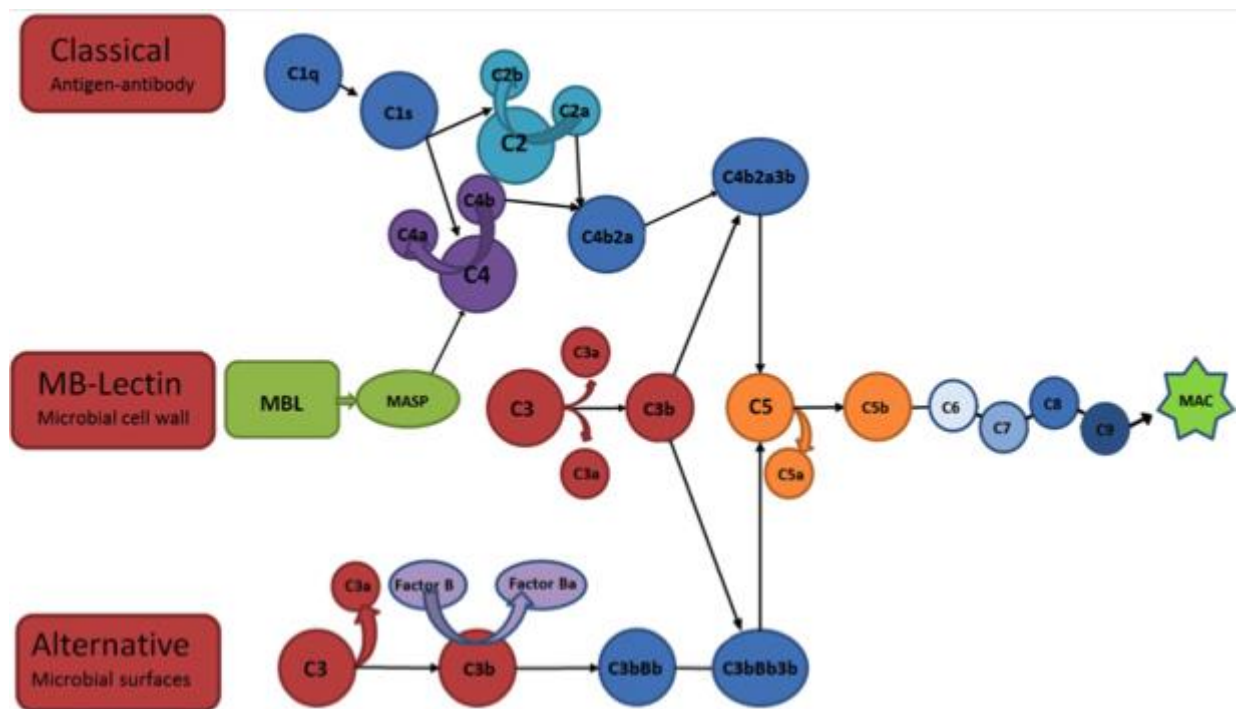 Classical
Antigen-antibody
C1q
C1s
C2b
C2a
C2
C4b
C4a
C4
C4b2a
C4b2a3b
MB-Lectin
Microbial cell wall
MBL
MASP
C3
C3a
C3a
C3b
C5
C5a
C5b
C6
C7
C8
C9
MAC
Alternative
Microbial surfaces
C3
C3a
Factor B
Factor Ba
C3b
C3bBb
C3bBb3b